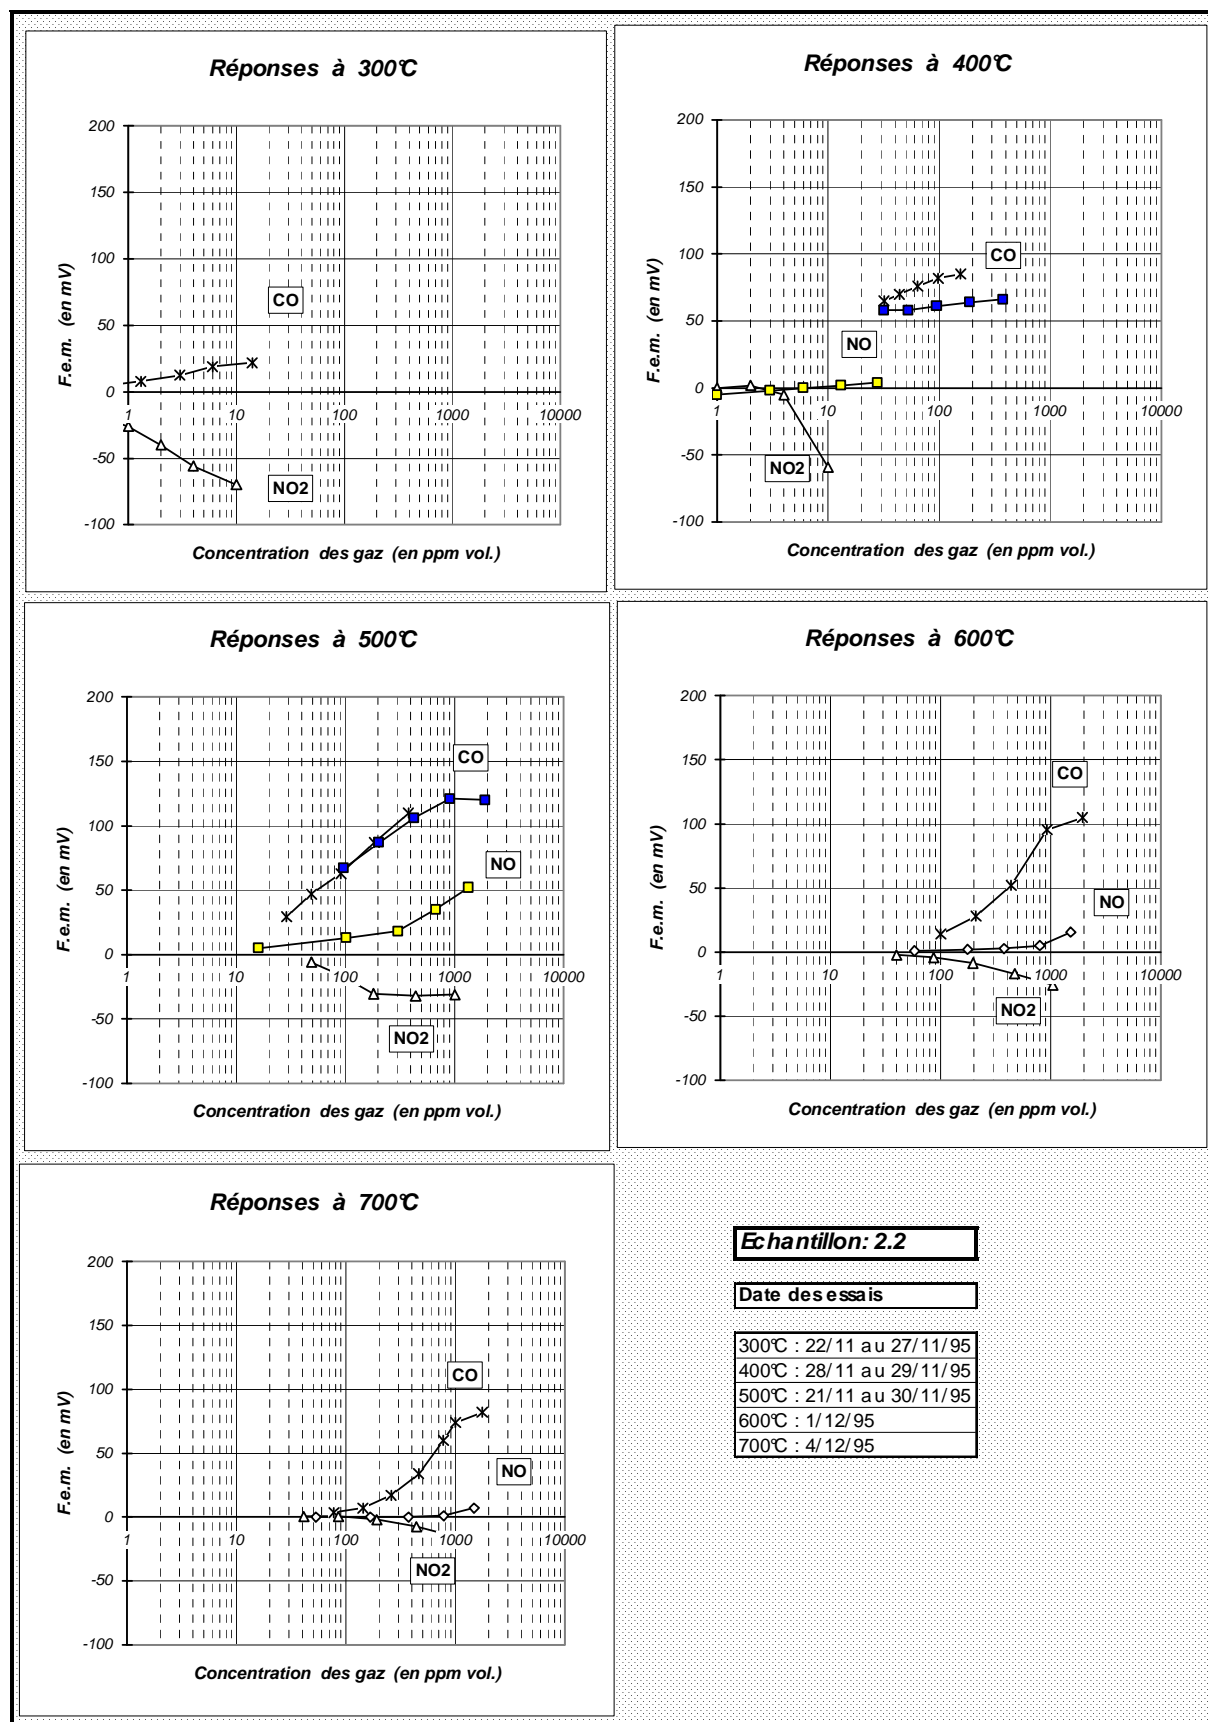 Réponses à 300°C
200
150
100
50
0
-50
-100
1
10
100
1000
10000
F.e.m. (en mV)
CO
NO2
Concentration des gaz (en ppm vol.)
Réponses à 400°C
200
150
100
50
0
-50
-100
1
10
100
1000
10000
F.e.m. (en mV)
CO
NO
NO2
Concentration des gaz (en ppm vol.)
Réponses à 500°C
200
150
100
50
0
-50
-100
1
10
100
1000
10000
F.e.m. (en mV)
CO
NO
NO2
Concentration des gaz (en ppm vol.)
Réponses à 600°C
200
150
100
50
0
-50
-100
1
10
100
1000
10000
F.e.m. (en mV)
CO
NO
NO2
Concentration des gaz (en ppm vol.)
Réponses à 700°C
200
150
100
50
0
-50
-100
1
10
100
1000
10000
F.e.m. (en mV)
CO
NO
NO2
Concentration des gaz (en ppm vol.)
Echantillon: 2.2
Date des essais
300°C : 22/11 au 27/11/95
400°C : 28/11 au 29/11/95
500°C : 21/11 au 30/11/95
600°C : 1/12/95
700°C : 4/12/95